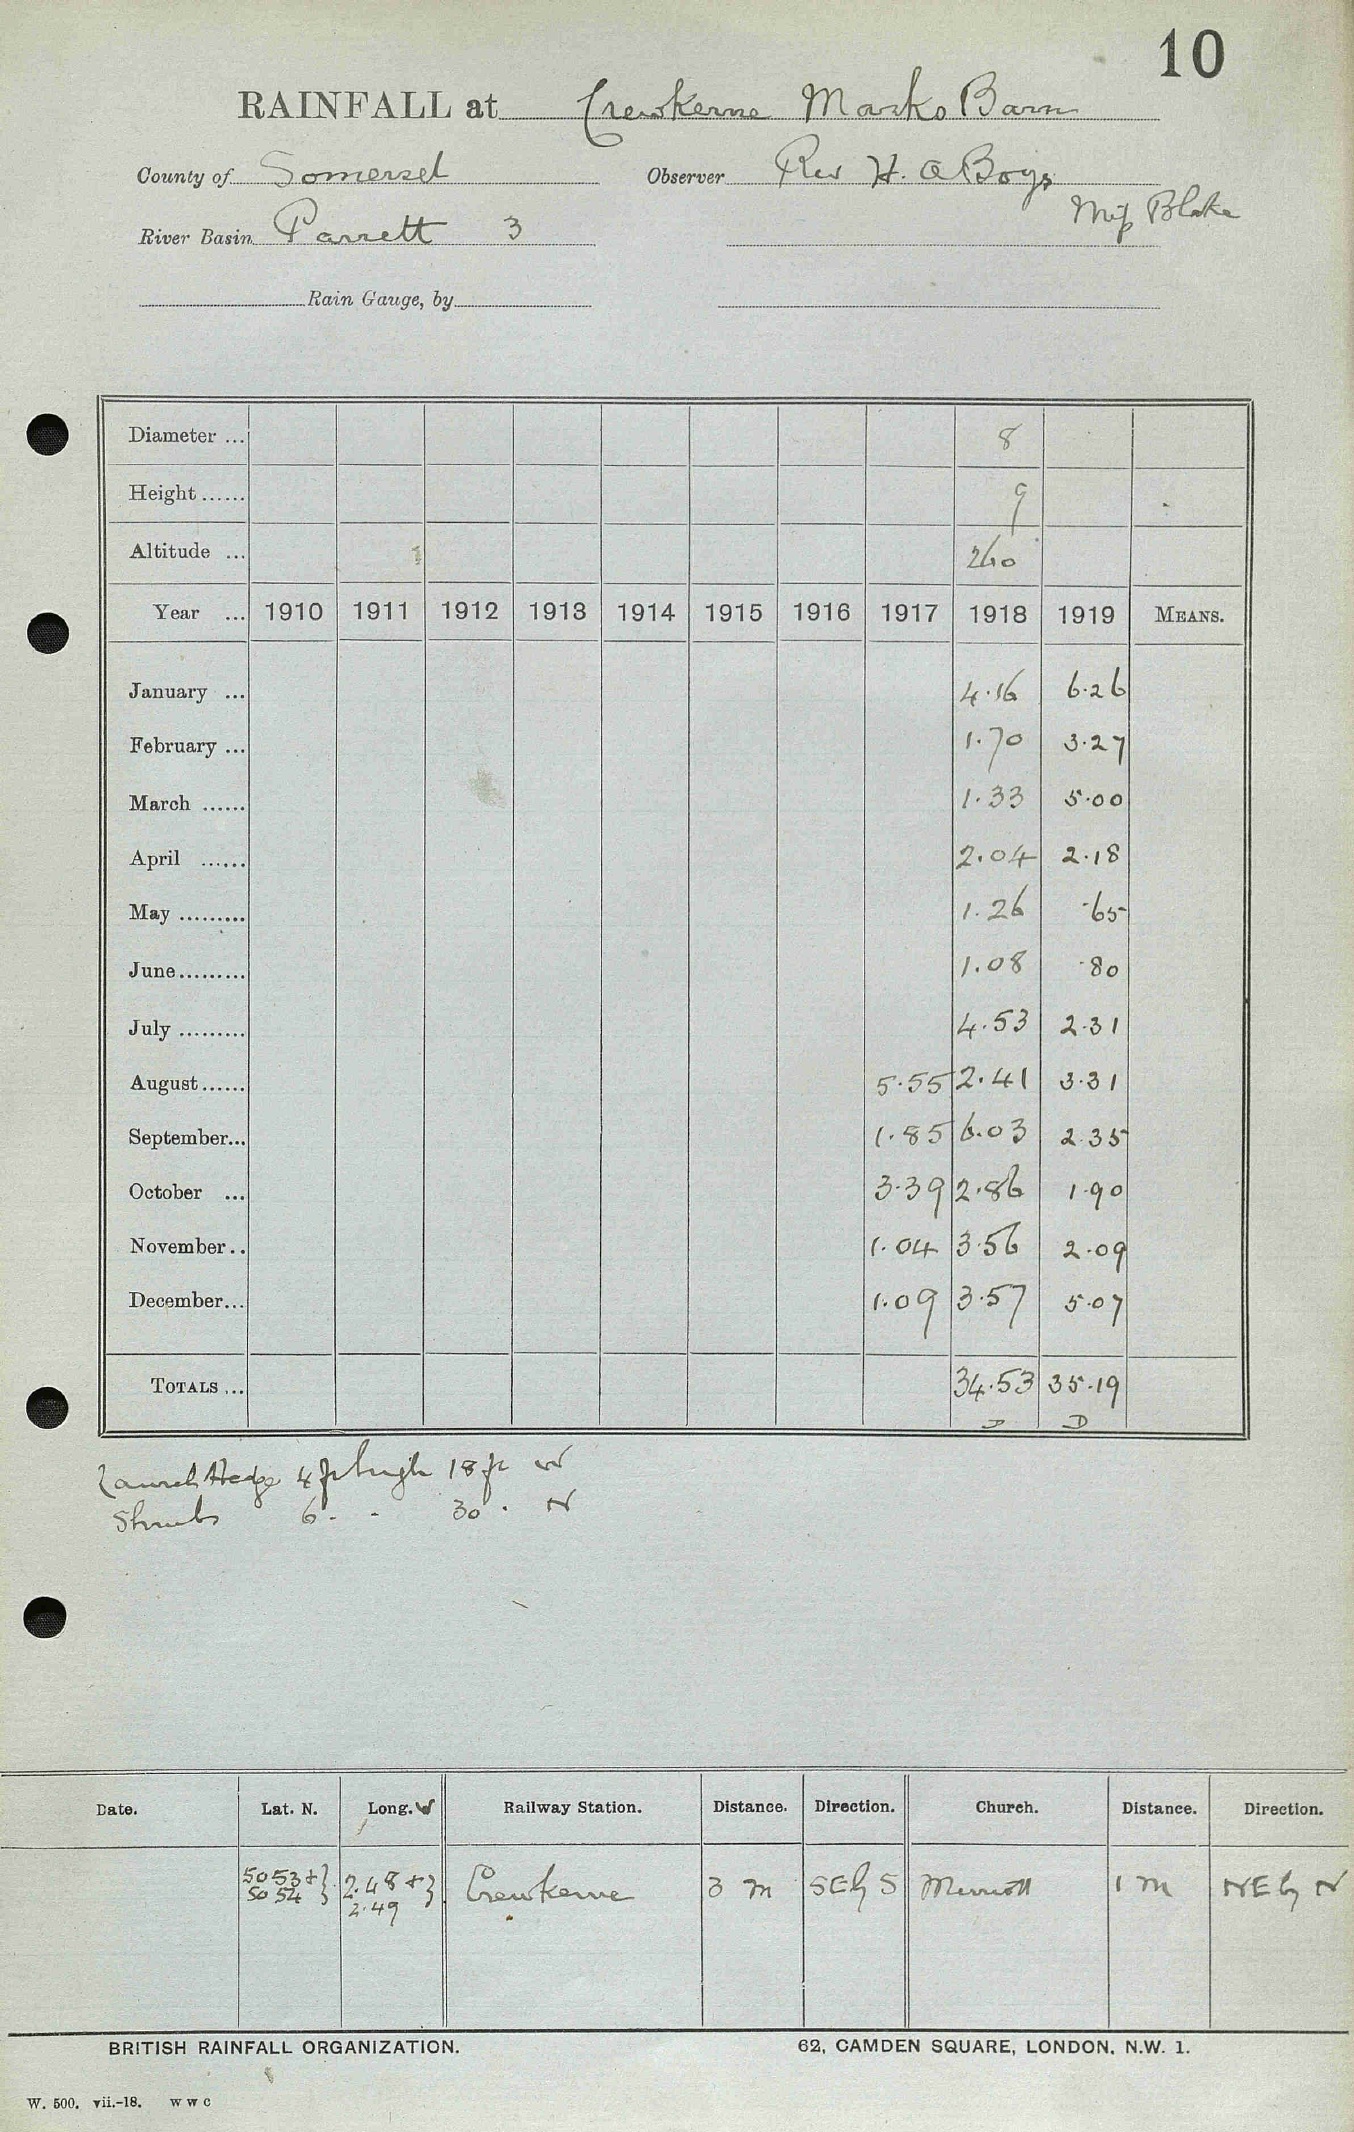 10
RAINFALL at Crewkerne Marks Barn
County of Somerset Observer Rev H. A Boys
Miss Blake
River Basin Parrett 3
Rain Gauge, by
Diameter ... 8
Height ...... 9
Altitude ... 260
Year ... 1910 1911 1912 1913 1914 1915 1916 1917 1918 1919 MEANS.
January ... 4.16 6.26
February ... 1.70 3.27
March ...... 1.33 5.00
April ...... 2.04 2.18
May ......... 1.26 .65
June ......... 1.08 .80
July ......... 4.53 2.31
August ...... 5.55 2.41 3.31
September... 1.85 6.03 2.35
October ... 3.39 2.86 1.90
November .. 1.04 3.56 2.09
December... 1.09 3.57 5.07
TOTALS ... 34.53 35.19
D D
Laurel Hedge 4 ft high 18 ft W
Shrubs 6 . . 30 . N
Date. Lat. N. Long. W Railway Station. Distance. Direction. Church. Distance. Direction.
50 53+} 2.48+} Crewkerne 3 m SE by S Merriott 1 m NE by N
50 54 } 2.49
BRITISH RAINFALL ORGANIZATION. 62, CAMDEN SQUARE, LONDON. N.W. 1.
W. 500. vii.-18. W W C